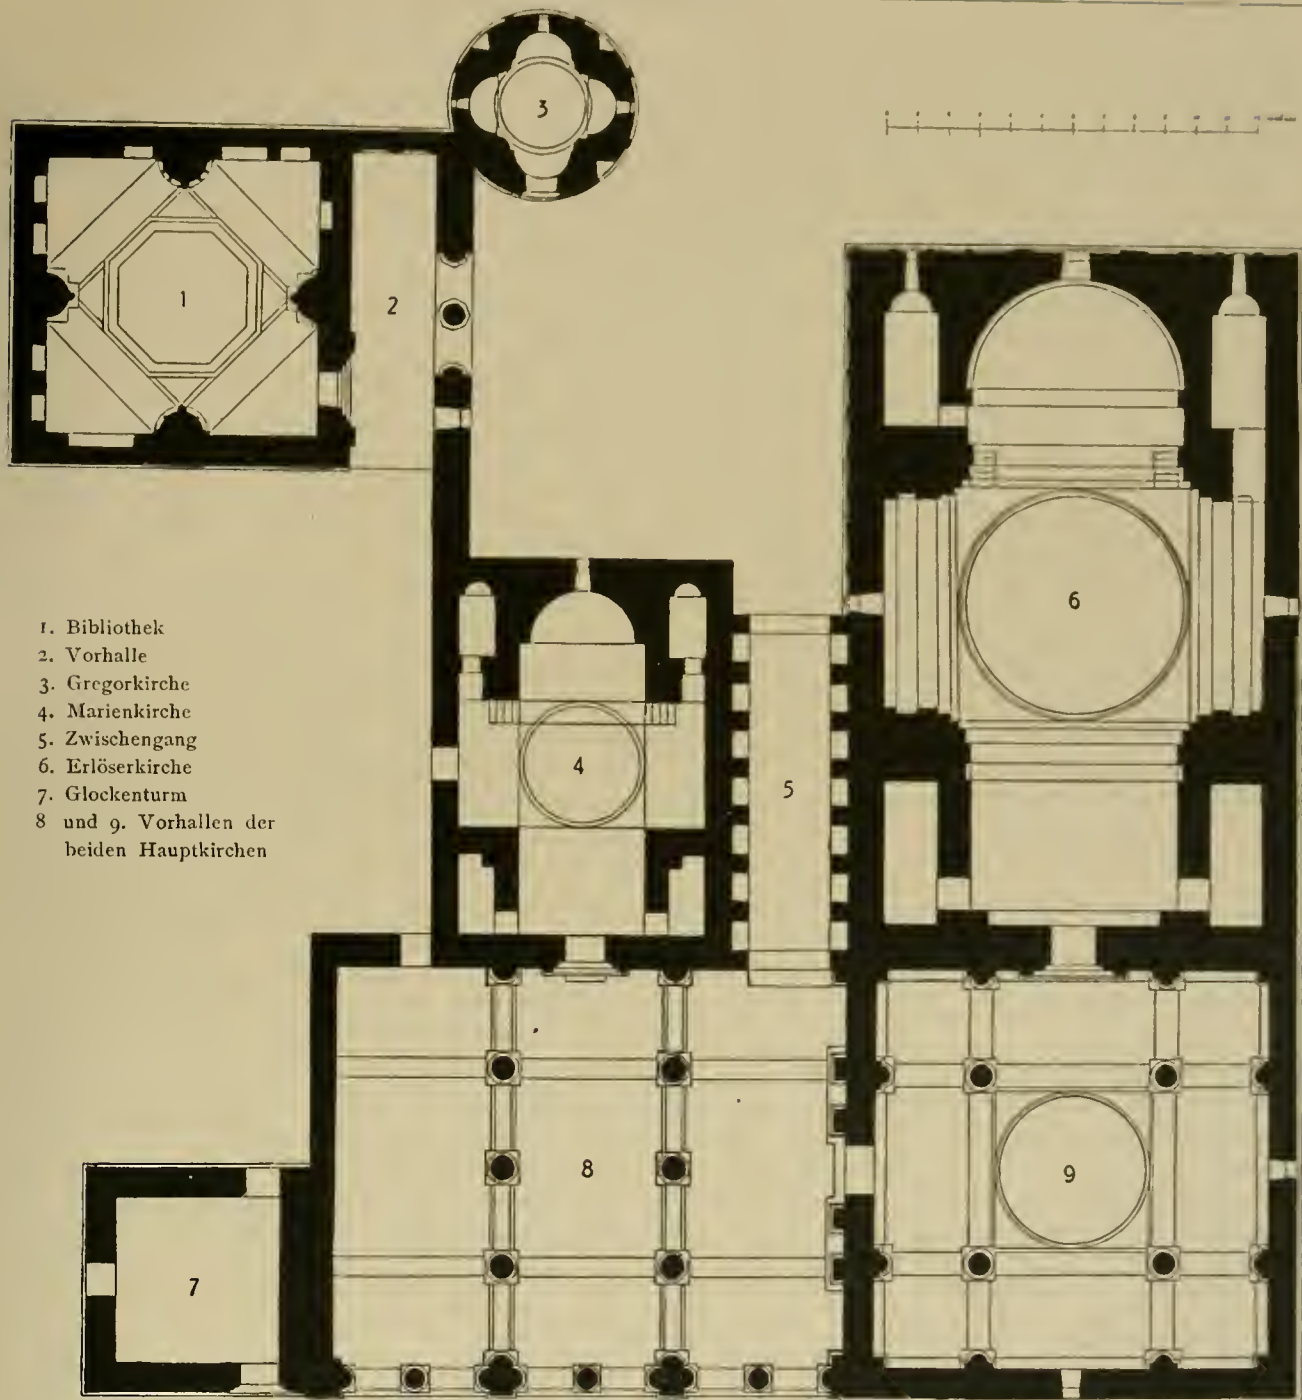 3
1
2
6
1. Bibliothek
2. Vorhalle
3. Gregorkirche
4. Marienkirche
5. Zwischengang
6. Erlöserkirche
7. Glockenturm
8 und 9. Vorhallen der
beiden Hauptkirchen
4
5
8
9
7